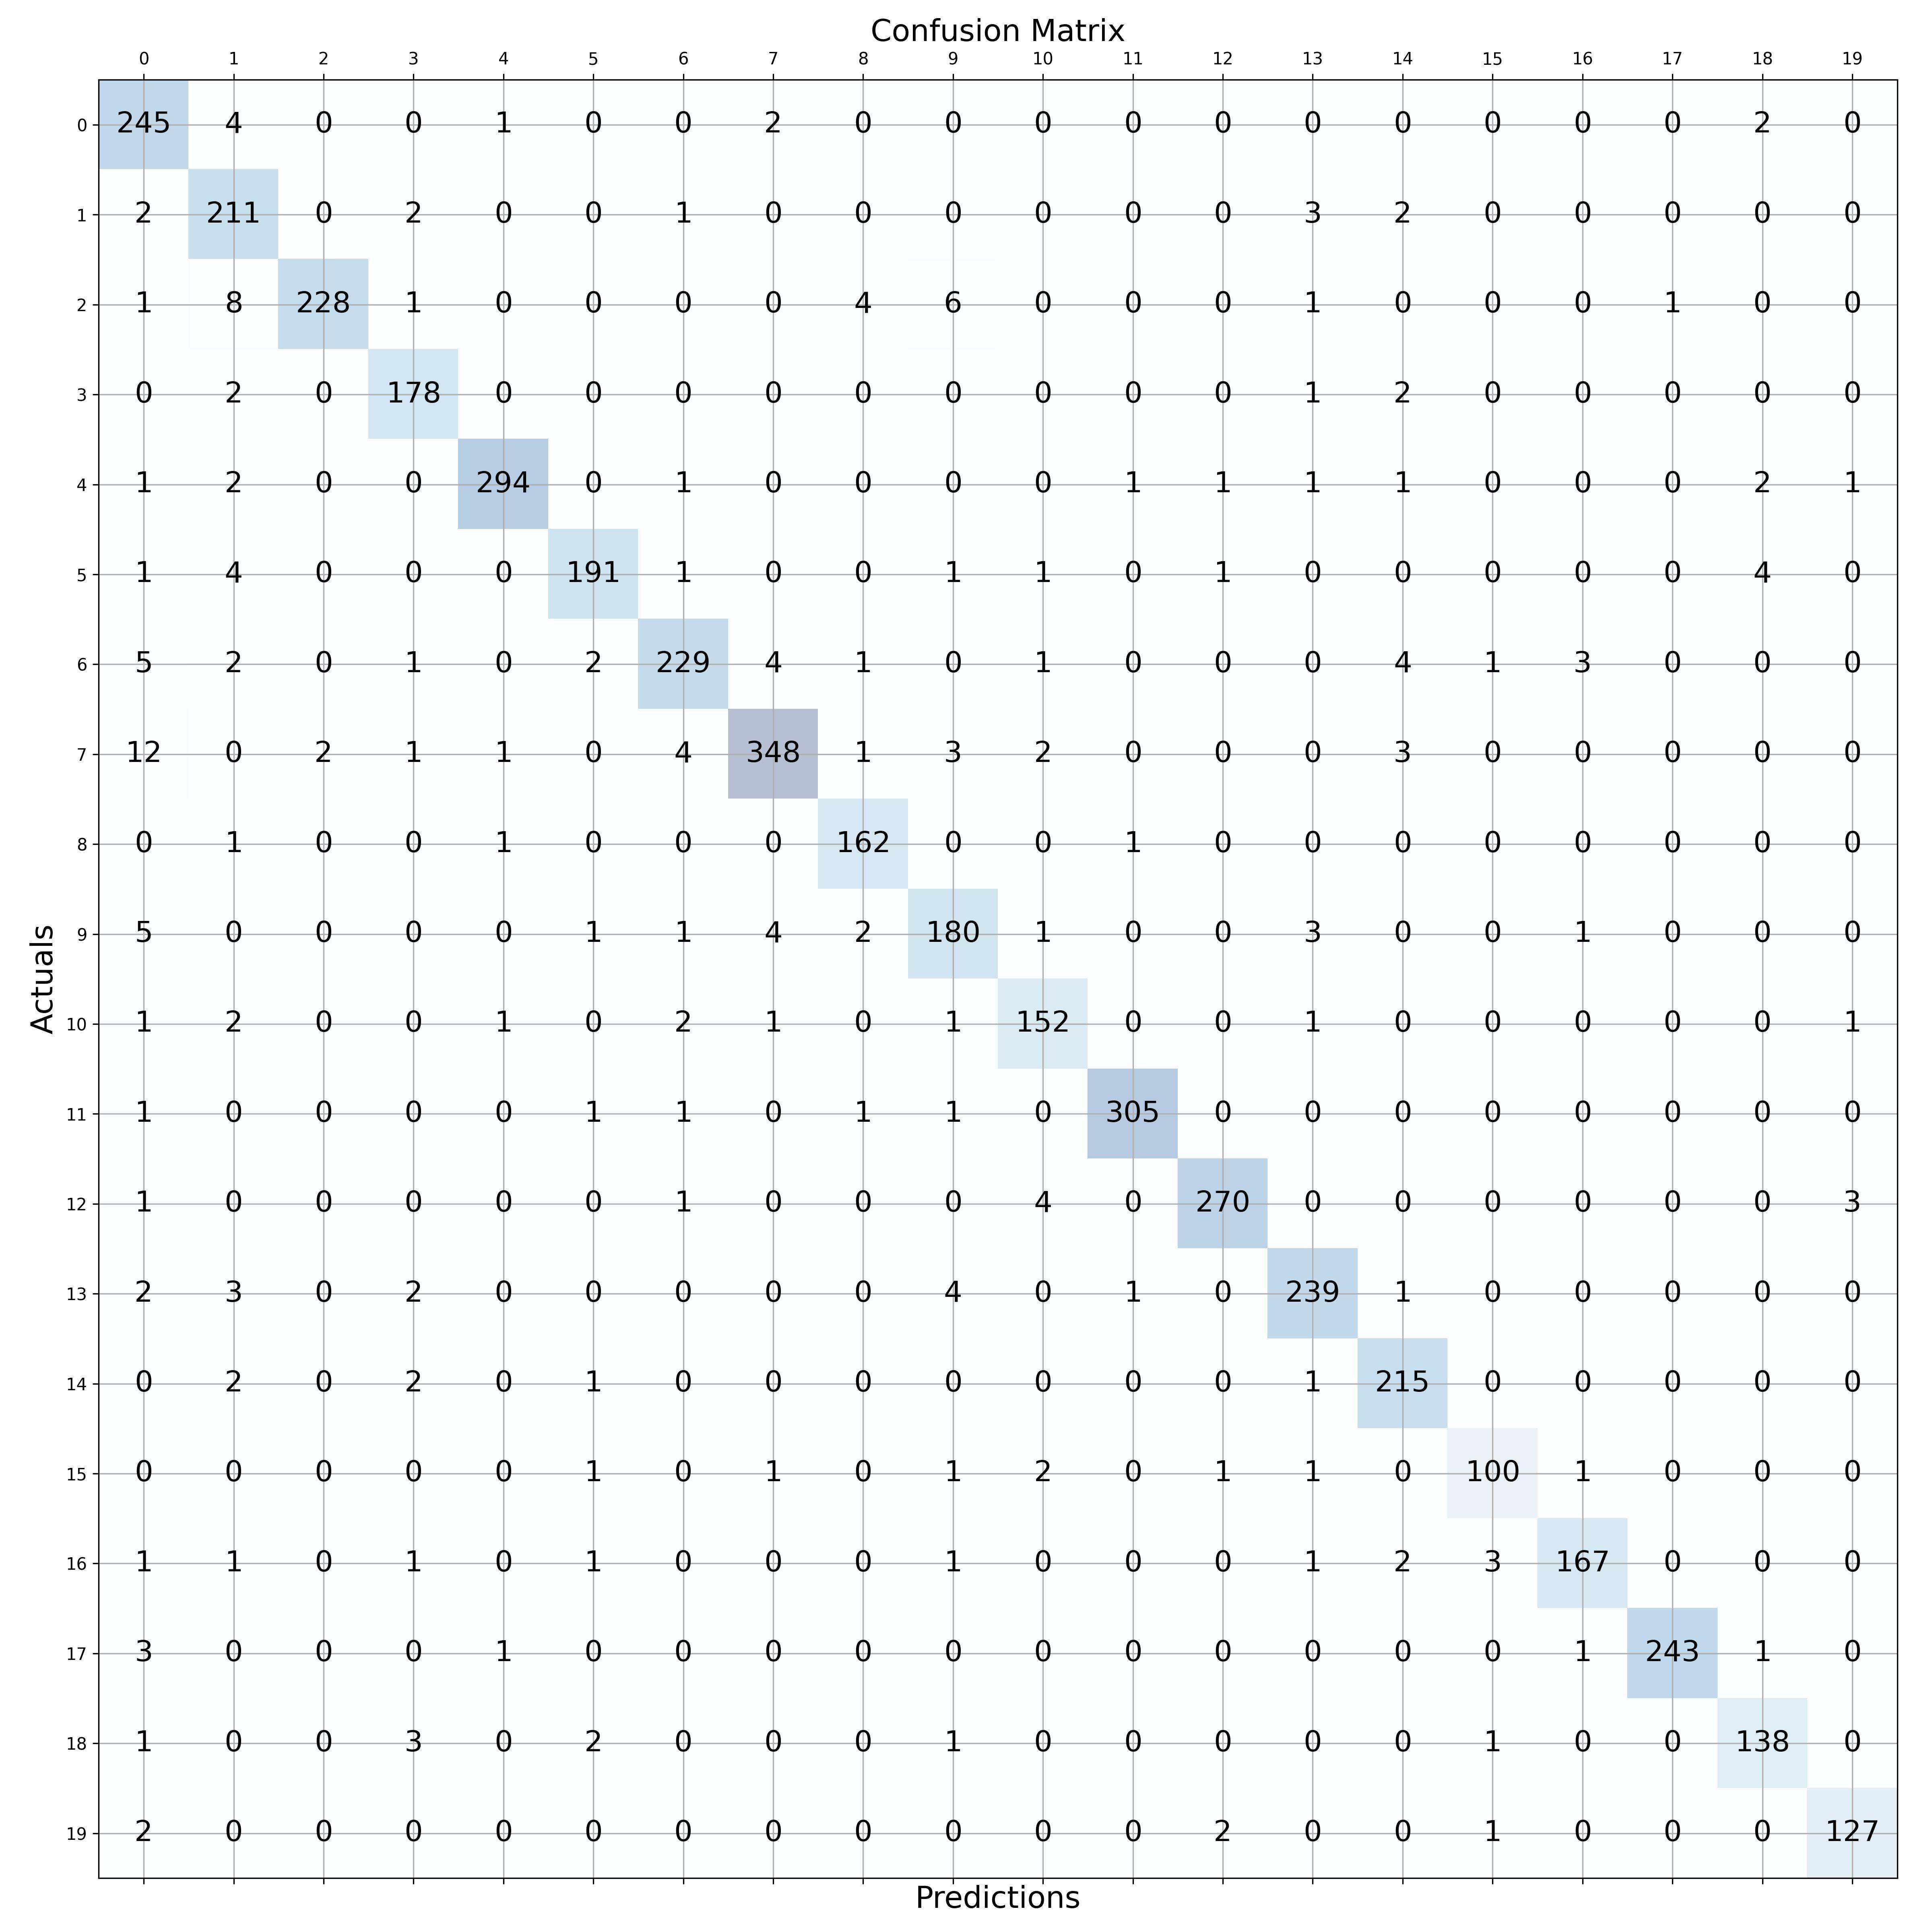 Confusion Matrix
0 1 2 3 4 5 6 7 8 9 10 11 12 13 14 15 16 17 18 19
0 245 4 0 0 1 0 0 2 0 0 0 0 0 0 0 0 0 0 2 0
1 2 211 0 2 0 0 1 0 0 0 0 0 0 3 2 0 0 0 0 0
2 1 8 228 1 0 0 0 0 4 6 0 0 0 1 0 0 0 1 0 0
3 0 2 0 178 0 0 0 0 0 0 0 0 0 1 2 0 0 0 0 0
4 1 2 0 0 294 0 1 0 0 0 0 1 1 1 1 0 0 0 2 1
5 1 4 0 0 0 191 1 0 0 1 1 0 1 0 0 0 0 0 4 0
6 5 2 0 1 0 2 229 4 1 0 1 0 0 0 4 1 3 0 0 0
7 12 0 2 1 1 0 4 348 1 3 2 0 0 0 3 0 0 0 0 0
8 0 1 0 0 1 0 0 0 162 0 0 1 0 0 0 0 0 0 0 0
9 5 0 0 0 0 1 1 4 2 180 1 0 0 3 0 0 1 0 0 0
Actuals
10 1 2 0 0 1 0 2 1 0 1 152 0 0 1 0 0 0 0 0 1
11 1 0 0 0 0 1 1 0 1 1 0 305 0 0 0 0 0 0 0 0
12 1 0 0 0 0 0 1 0 0 0 4 0 270 0 0 0 0 0 0 3
13 2 3 0 2 0 0 0 0 0 4 0 1 0 239 1 0 0 0 0 0
14 0 2 0 2 0 1 0 0 0 0 0 0 0 1 215 0 0 0 0 0
15 0 0 0 0 0 1 0 1 0 1 2 0 1 1 0 100 1 0 0 0
16 1 1 0 1 0 1 0 0 0 1 0 0 0 1 2 3 167 0 0 0
17 3 0 0 0 1 0 0 0 0 0 0 0 0 0 0 0 1 243 1 0
18 1 0 0 3 0 2 0 0 0 1 0 0 0 0 0 1 0 0 138 0
19 2 0 0 0 0 0 0 0 0 0 0 0 2 0 0 1 0 0 0 127
Predictions